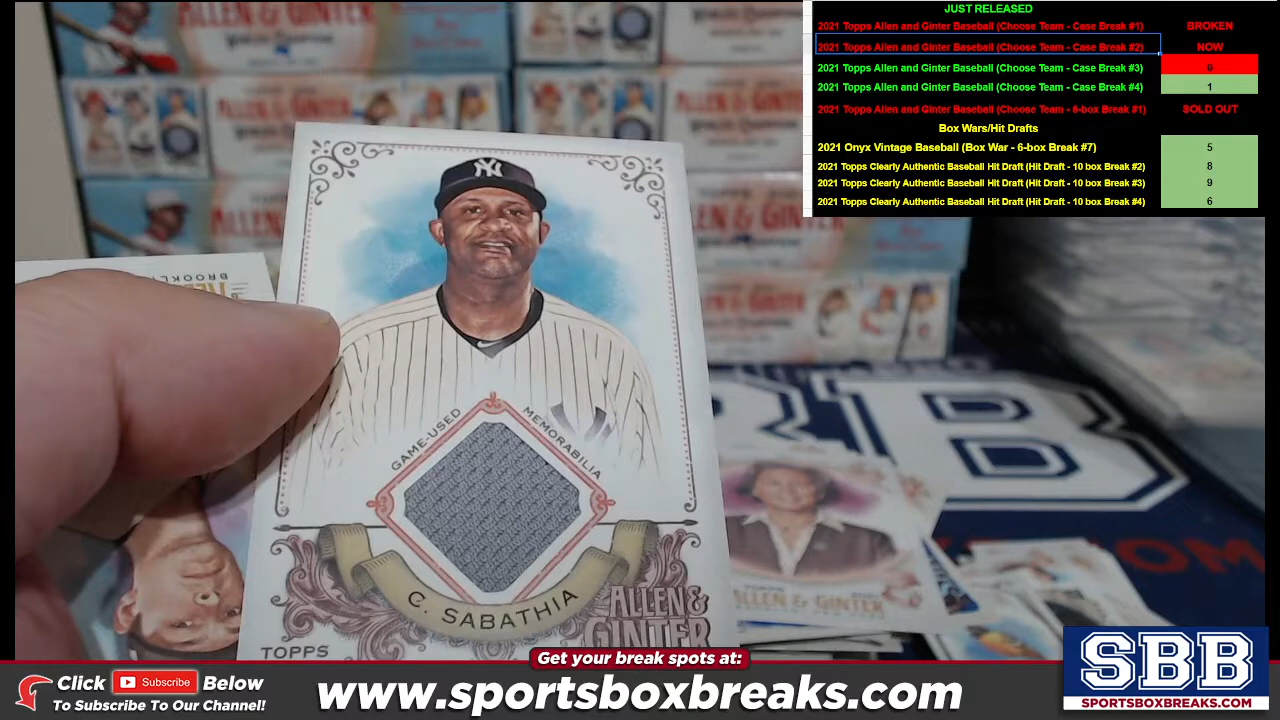 JUST RELEASED
2021 Topps Allen and Ginter Baseball (Choose Team - Case Break #1) BROKEN
2021 Topps Allen and Ginter Baseball (Choose Team - Case Break #2) NOW
2021 Topps Allen and Ginter Baseball (Choose Team - Case Break #3) 0
2021 Topps Allen and Ginter Baseball (Choose Team - Case Break #4) 1
2021 Topps Allen and Ginter Baseball (Choose Team - 6-box Break #1) SOLD OUT
Box Wars/Hit Drafts
2021 Onyx Vintage Baseball (Box War - 6-box Break #7) 5
2021 Topps Clearly Authentic Baseball Hit Draft (Hit Draft - 10 box Break #2) 8
2021 Topps Clearly Authentic Baseball Hit Draft (Hit Draft - 10 box Break #3) 9
2021 Topps Clearly Authentic Baseball Hit Draft (Hit Draft - 10 box Break #4) 6
NY
GAME-USED MEMORABILIA
C. SABATHIA
TOPPS
ALLEN &
GINTER
ALLEN & GINTER
Get your break spots at:
Click Subscribe Below
To Subscribe To Our Channel!
www.sportsboxbreaks.com
SBB
SPORTSBOXBREAKS.COM